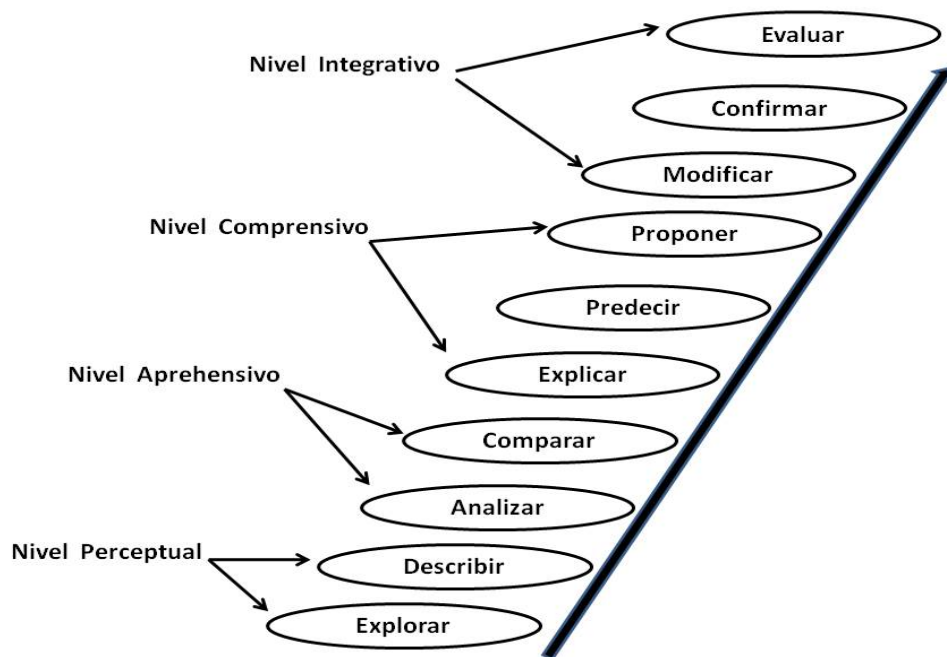 Evaluar
Nivel Integrativo
Confirmar
Modificar
Nivel Comprensivo
Proponer
Predecir
Nivel Aprehensivo
Explicar
Comparar
Analizar
Nivel Perceptual
Describir
Explorar